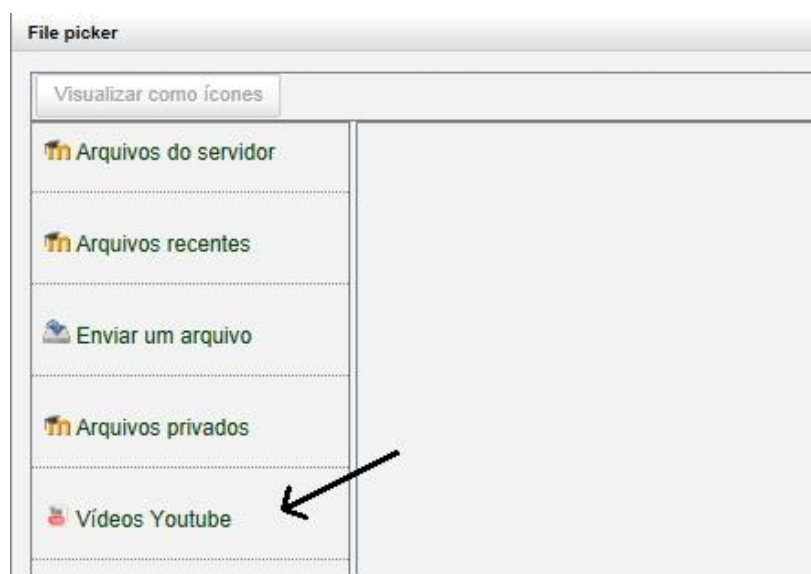 File picker
Visualizar como ícones
Arquivos do servidor
Arquivos recentes
Enviar um arquivo
Arquivos privados
Vídeos Youtube